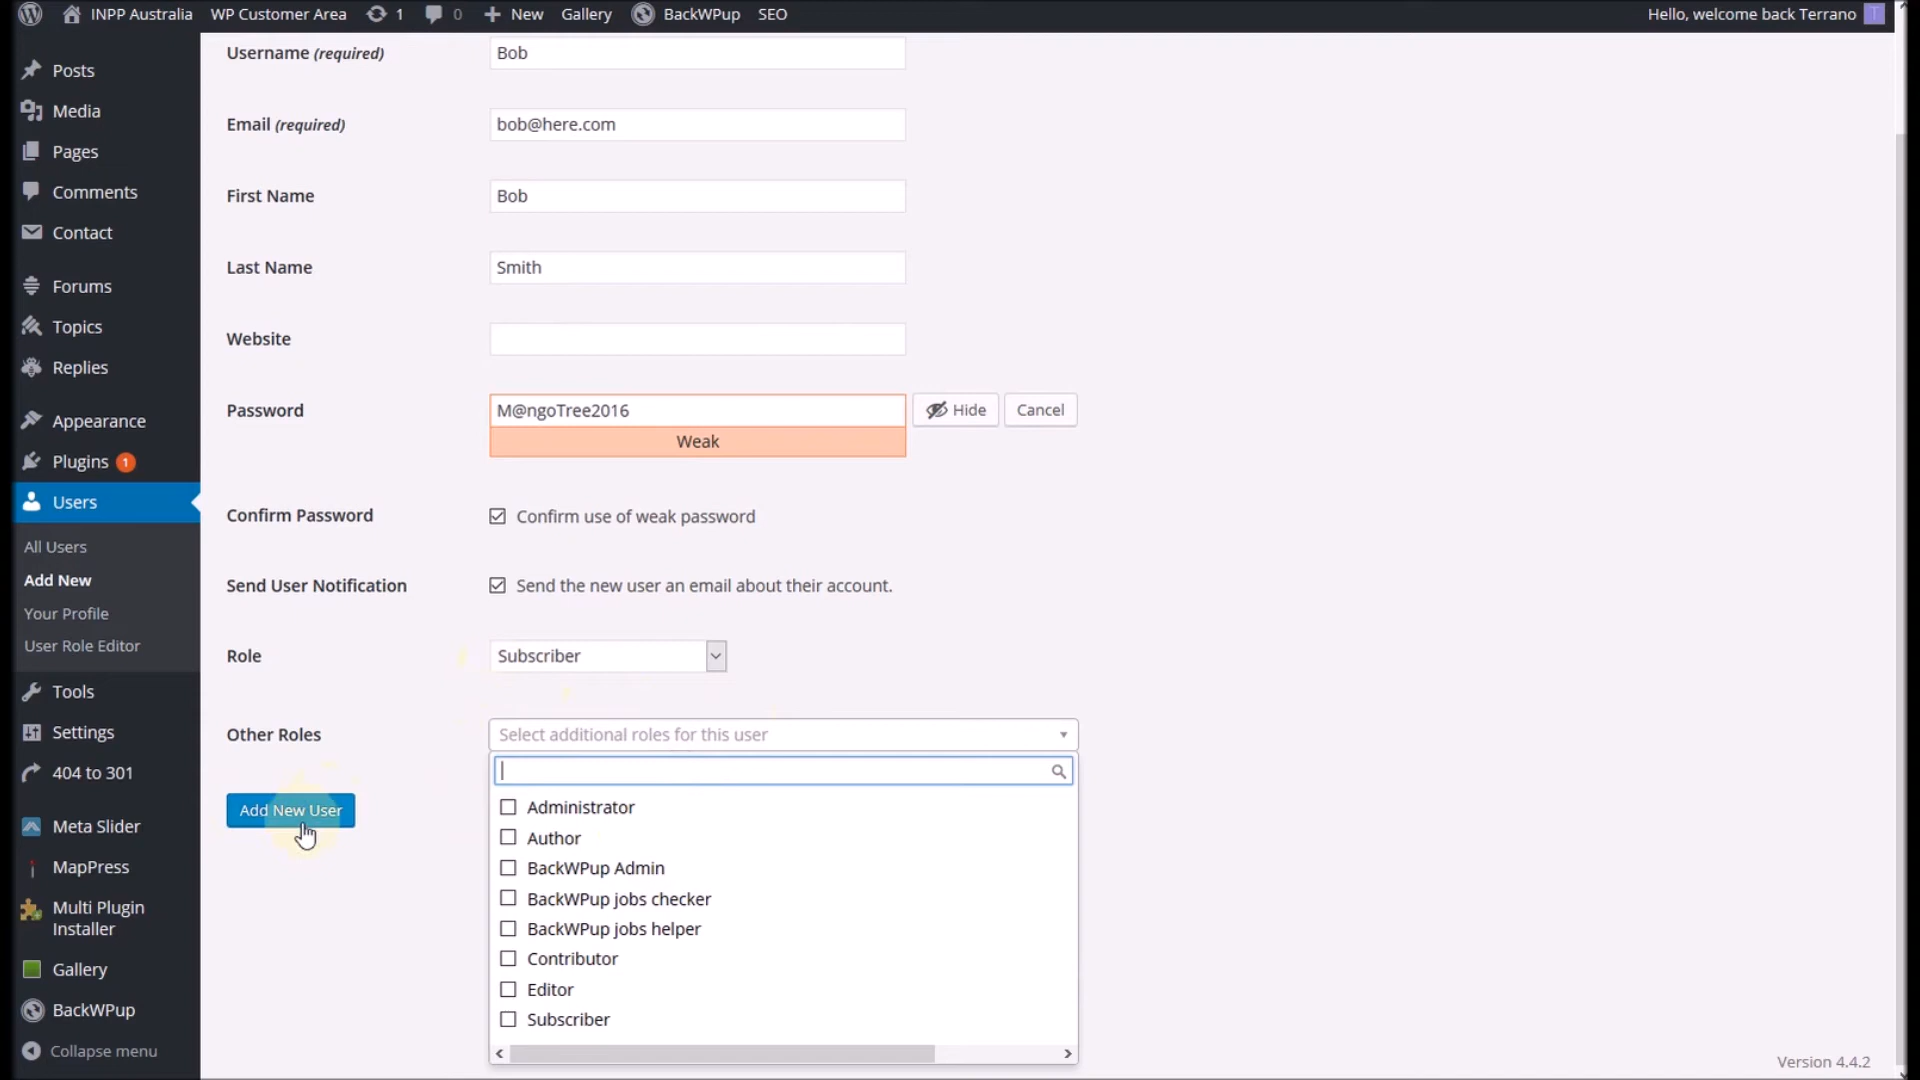 INPP Australia WP Customer Area 1 0 New Gallery BackWPup SEO Hello, welcome back Terrano T
Posts
Media
Pages
Comments
Contact
Forums
Topics
Replies
Appearance
Plugins 1
Users
All Users
Add New
Your Profile
User Role Editor
Tools
Settings
404 to 301
Meta Slider
MapPress
Multi Plugin
Installer
Gallery
BackWPup
Collapse menu
Username (required) Bob
Email (required) bob@here.com
First Name Bob
Last Name Smith
Website
Password M@ngoTree2016 Hide Cancel
Weak
Confirm Password Confirm use of weak password
Send User Notification Send the new user an email about their account.
Role Subscriber
Other Roles Select additional roles for this user
Add New User
Administrator
Author
BackWPup Admin
BackWPup jobs checker
BackWPup jobs helper
Contributor
Editor
Subscriber
Version 4.4.2